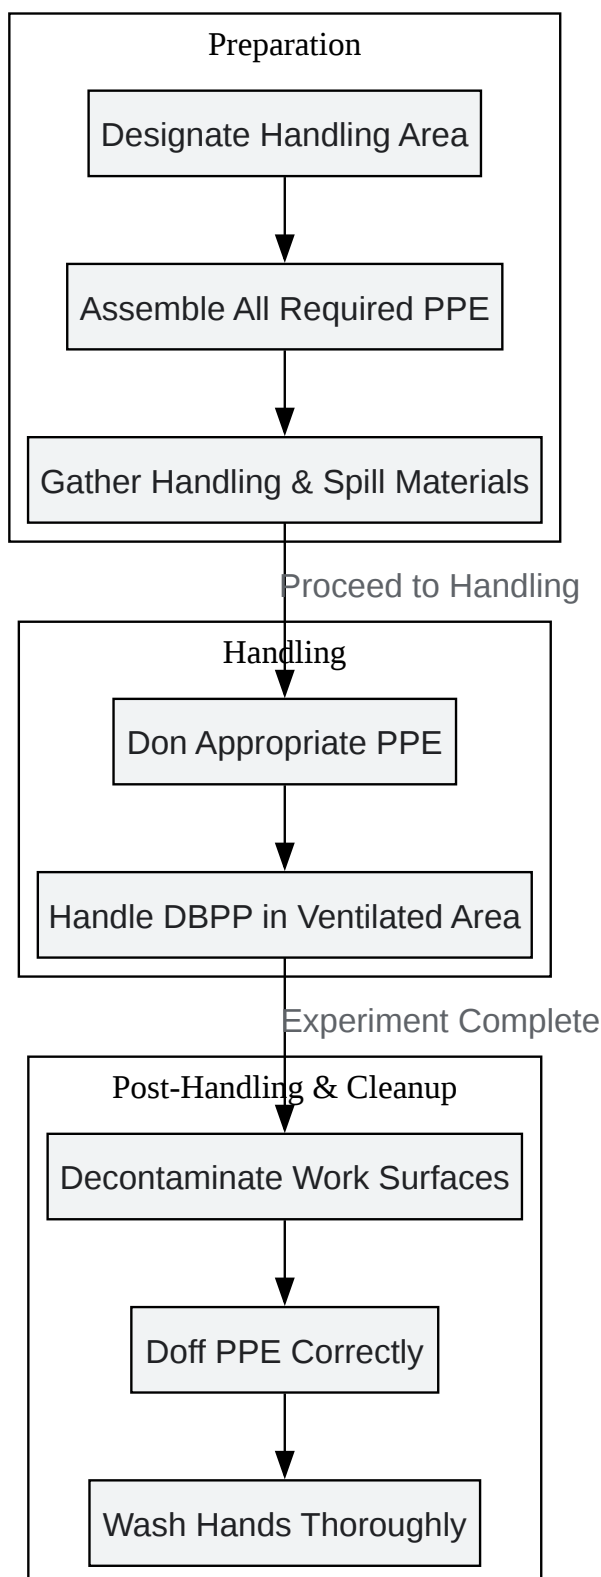 Preparation
Designate Handling Area
Assemble All Required PPE
Gather Handling & Spill Materials
Proceed to Handling
Handling
Don Appropriate PPE
Handle DBPP in Ventilated Area
Experiment Complete
Post-Handling & Cleanup
Decontaminate Work Surfaces
Doff PPE Correctly
Wash Hands Thoroughly